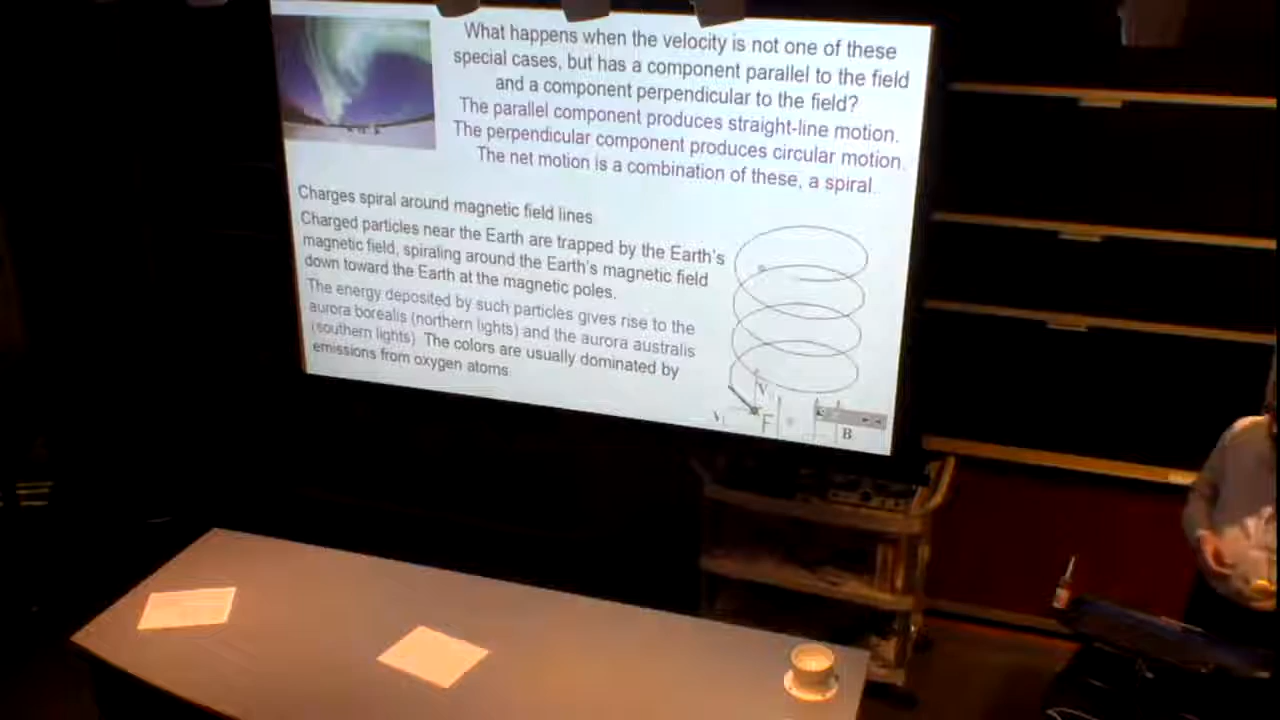 What happens when the velocity is not one of these
special cases, but has a component parallel to the field
and a component perpendicular to the field?
The parallel component produces straight-line motion.
The perpendicular component produces circular motion.
The net motion is a combination of these, a spiral.
Charges spiral around magnetic field lines
Charged particles near the Earth are trapped by the Earth's
magnetic field, spiraling around the Earth's magnetic field
down toward the Earth at the magnetic poles.
The energy deposited by such particles gives rise to the
aurora borealis (northern lights) and the aurora australis
(southern lights). The colors are usually dominated by
emissions from oxygen atoms
V
F
B